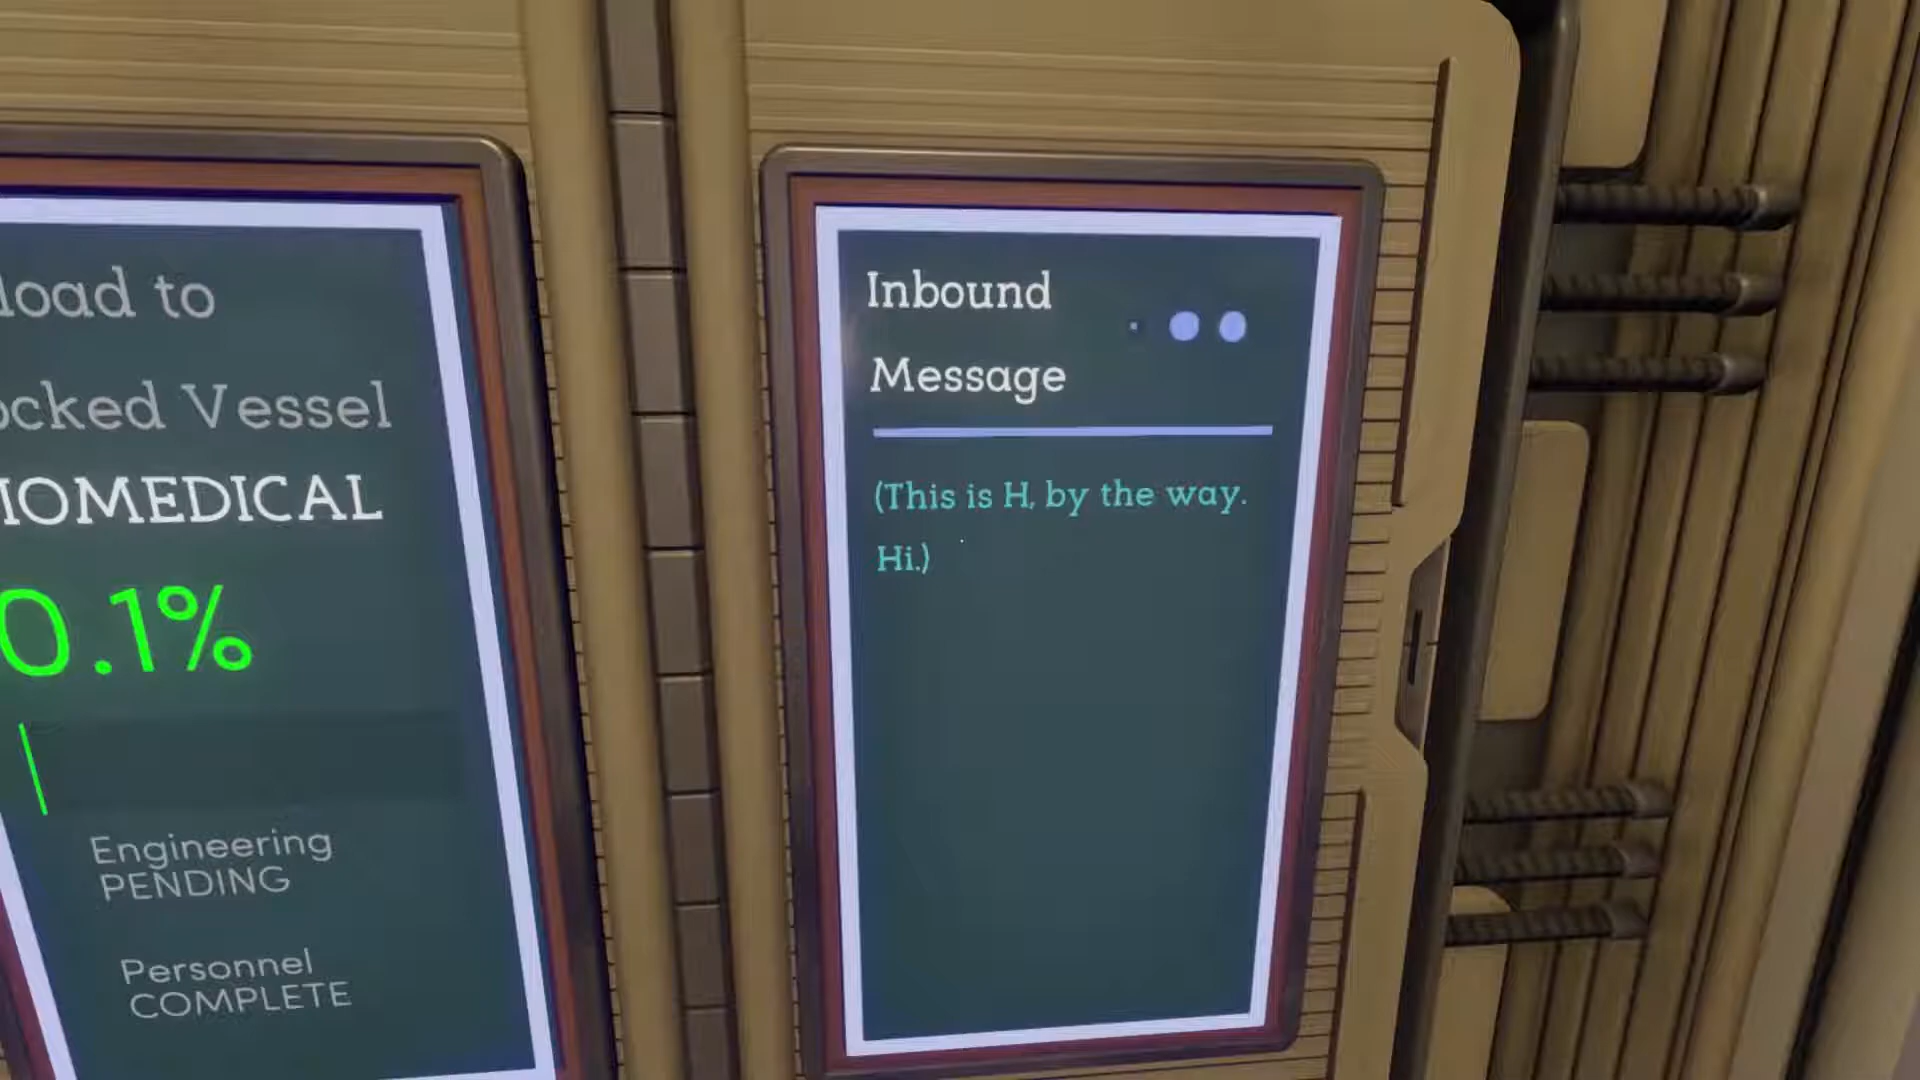 load to
ocked Vessel
IOMEDICAL
0.1%
Engineering
PENDING
Personnel
COMPLETE
Inbound
Message
(This is H, by the way.
Hi.)